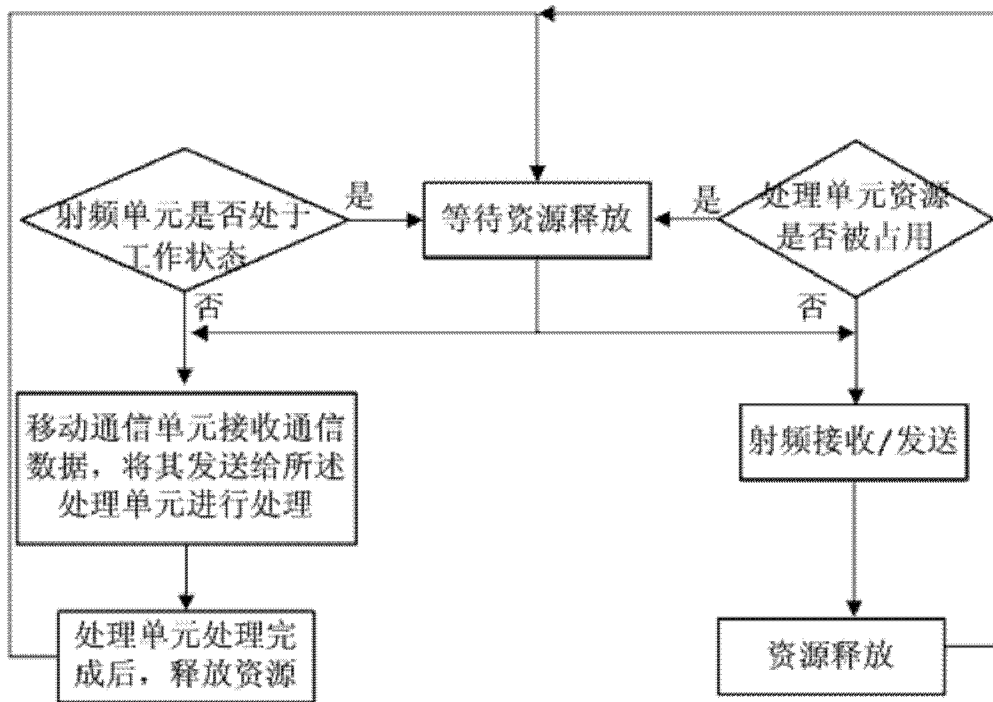 射频单元是否处于
工作状态
是
否
等待资源释放
处理单元资源
是否被占用
是
否
移动通信单元接收通信
数据，将其发送给所述
处理单元进行处理
处理单元处理完
成后，释放资源
射频接收/发送
资源释放